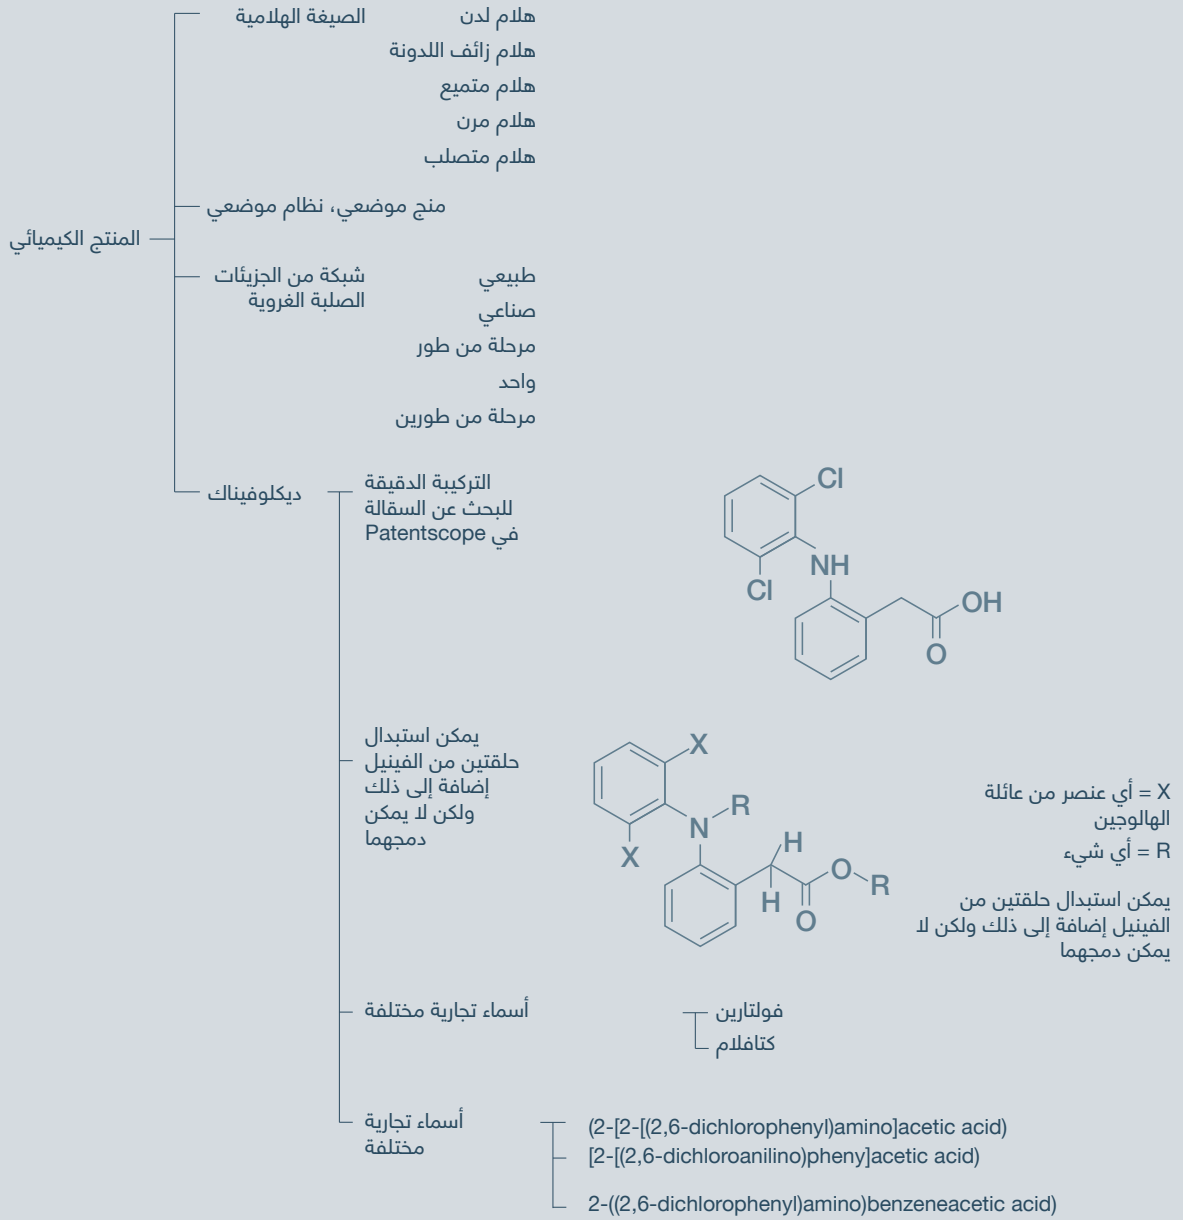 المنتج الكيميائي
الصيغة الهلامية
هلام لدن
هلام زائف اللدونة
هلام متميع
هلام مرن
هلام متصلب
منج موضعي، نظام موضعي
شبكة من الجزيئات
الصلبة الغروية
طبيعي
صناعي
مرحلة من طور
واحد
مرحلة من طورين
ديكلوفيناك
التركيبة الدقيقة
للبحث عن السقالة
في Patentscope
Cl
NH
Cl
OH
O
يمكن استبدال
حلقتين من الفينيل
إضافة إلى ذلك
ولكن لا يمكن
دمجهما
X
R
N
X
H
H
O
R
O
X = أي عنصر من عائلة
الهالوجين
R = أي شيء
يمكن استبدال حلقتين من
الفينيل إضافة إلى ذلك ولكن لا
يمكن دمجهما
أسماء تجارية مختلفة
فولتارين
كتافلام
أسماء تجارية
مختلفة
(2-[2-[(2,6-dichlorophenyl)amino]acetic acid)
[2-[(2,6-dichloroanilino)pheny]acetic acid)
2-((2,6-dichlorophenyl)amino)benzeneacetic acid)